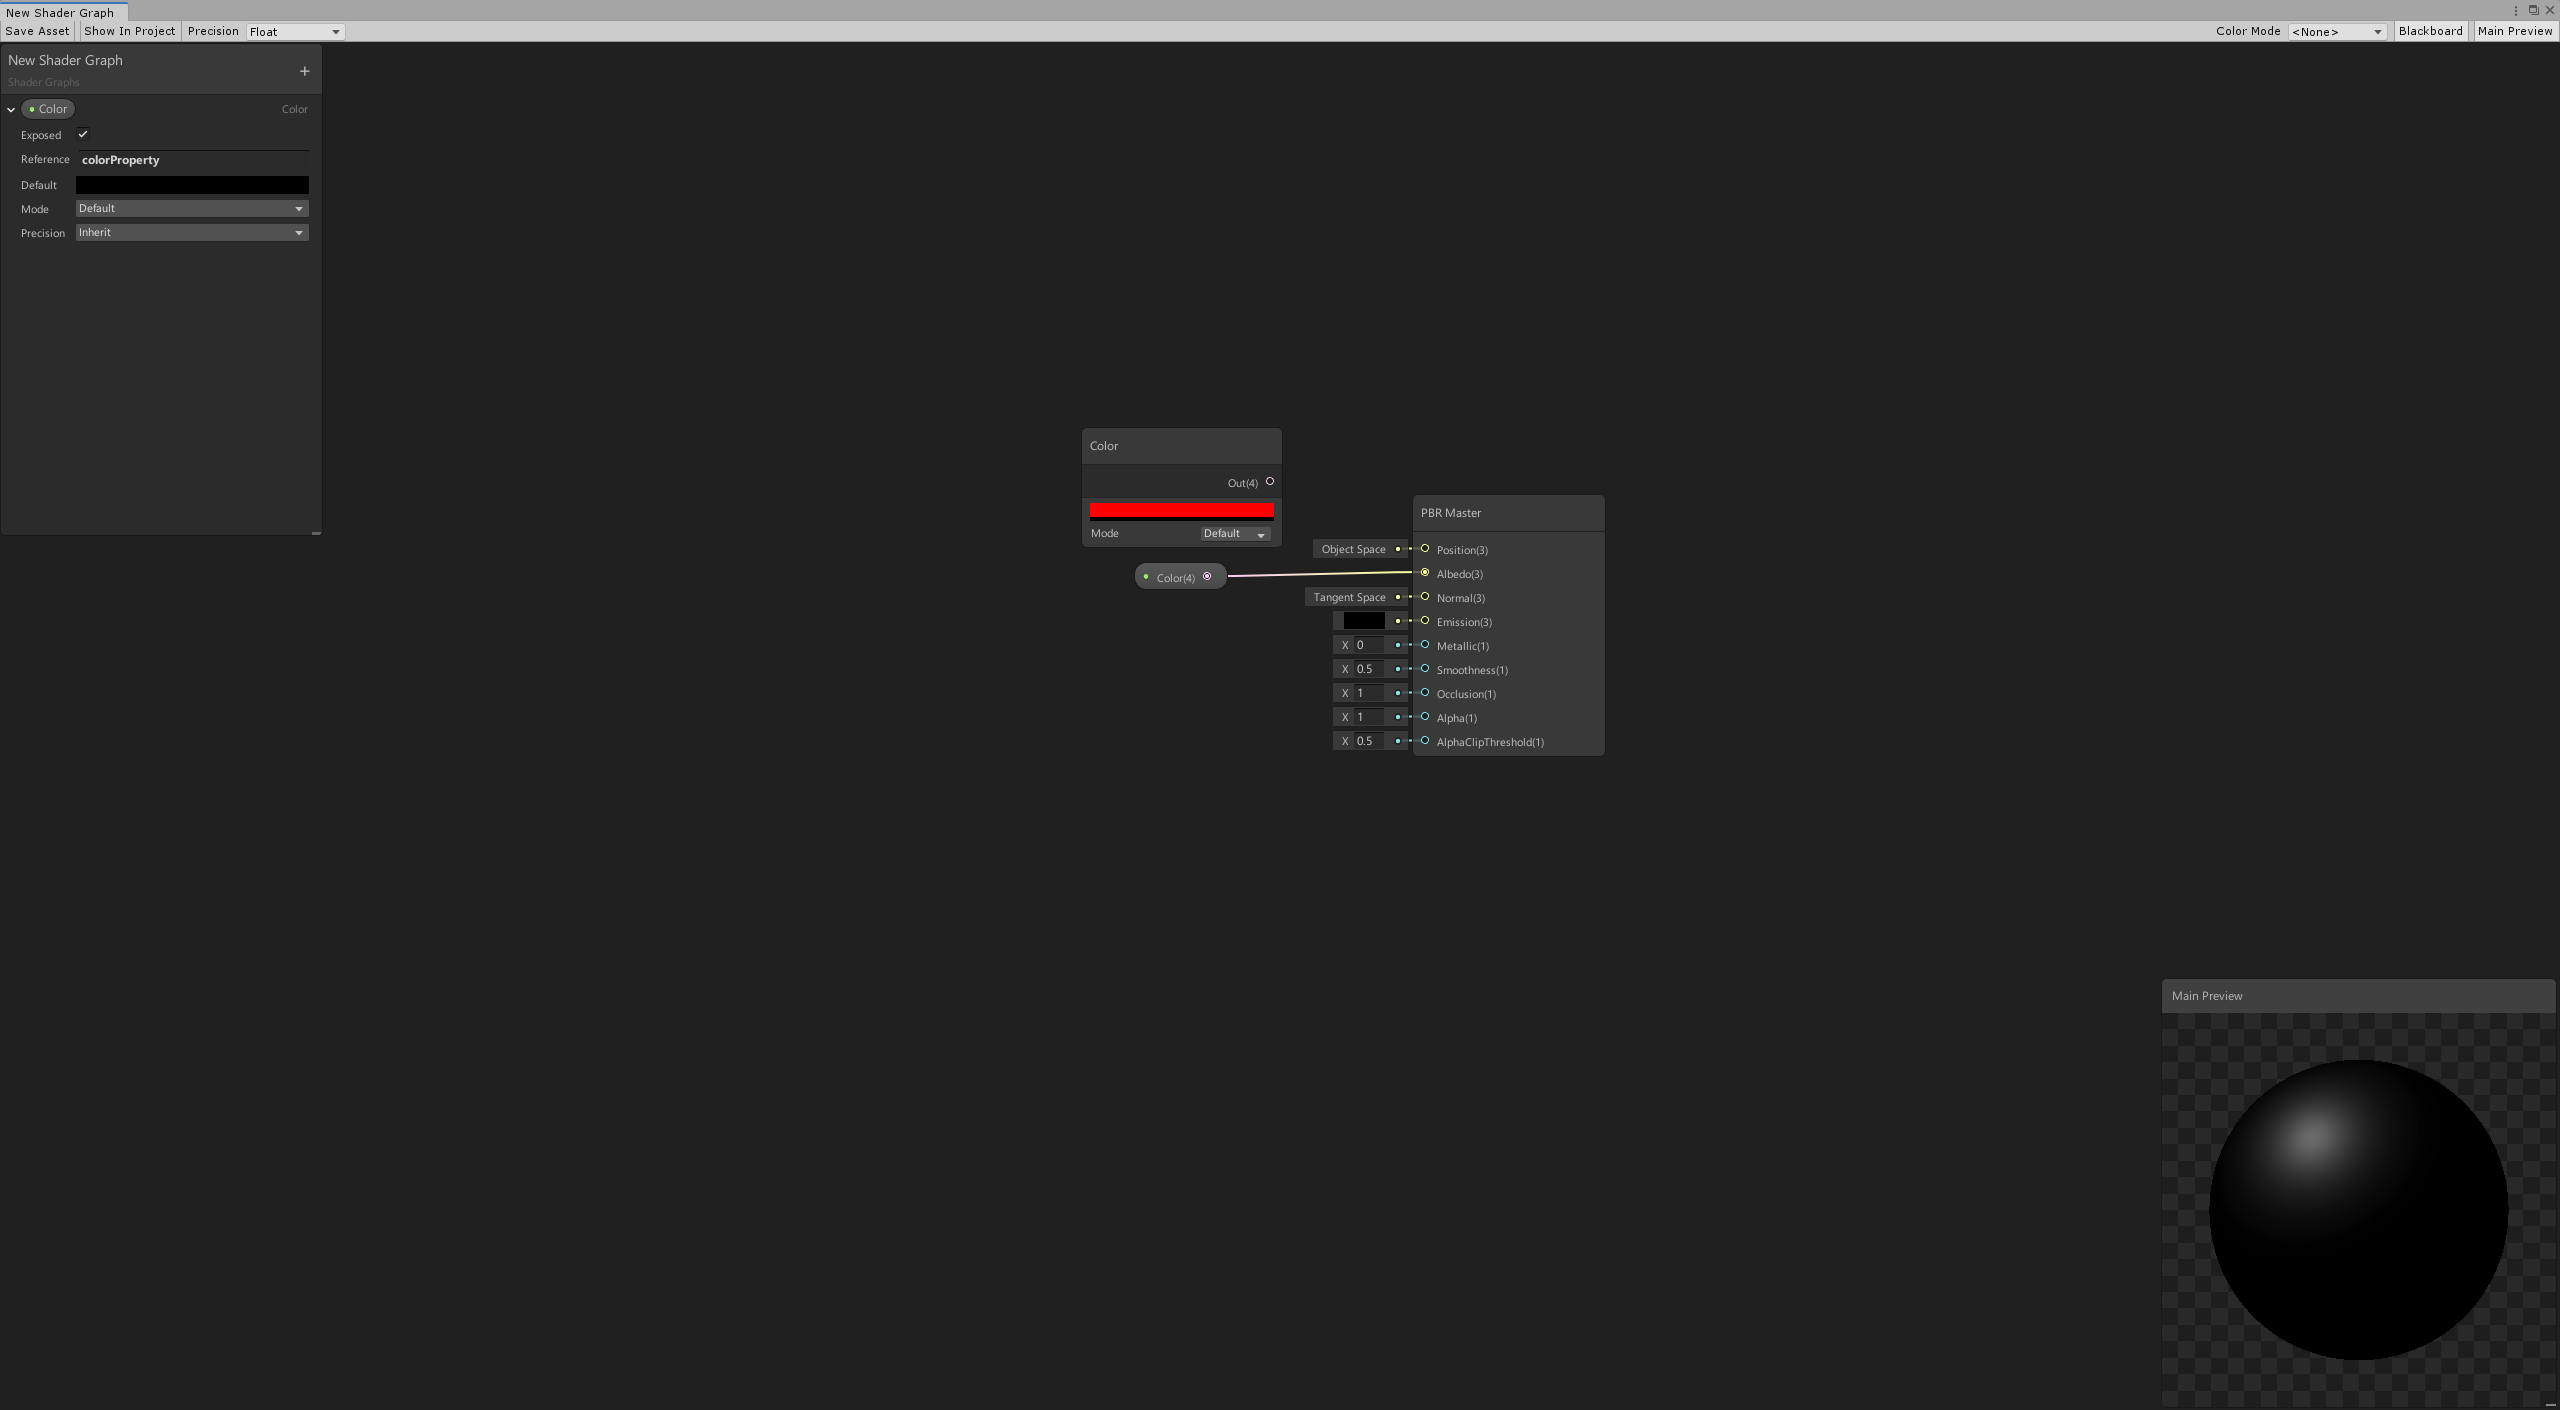 New Shader Graph
Save Asset Show In Project Precision Float Color Mode <None> Blackboard Main Preview
New Shader Graph
Shader Graphs
Color Color
Exposed
Reference colorProperty
Default
Mode Default
Precision Inherit
Color
Out(4)
Mode Default
Color(4)
PBR Master
Object Space Position(3)
Albedo(3)
Tangent Space Normal(3)
Emission(3)
X 0 Metallic(1)
X 0.5 Smoothness(1)
X 1 Occlusion(1)
X 1 Alpha(1)
X 0.5 AlphaClipThreshold(1)
Main Preview